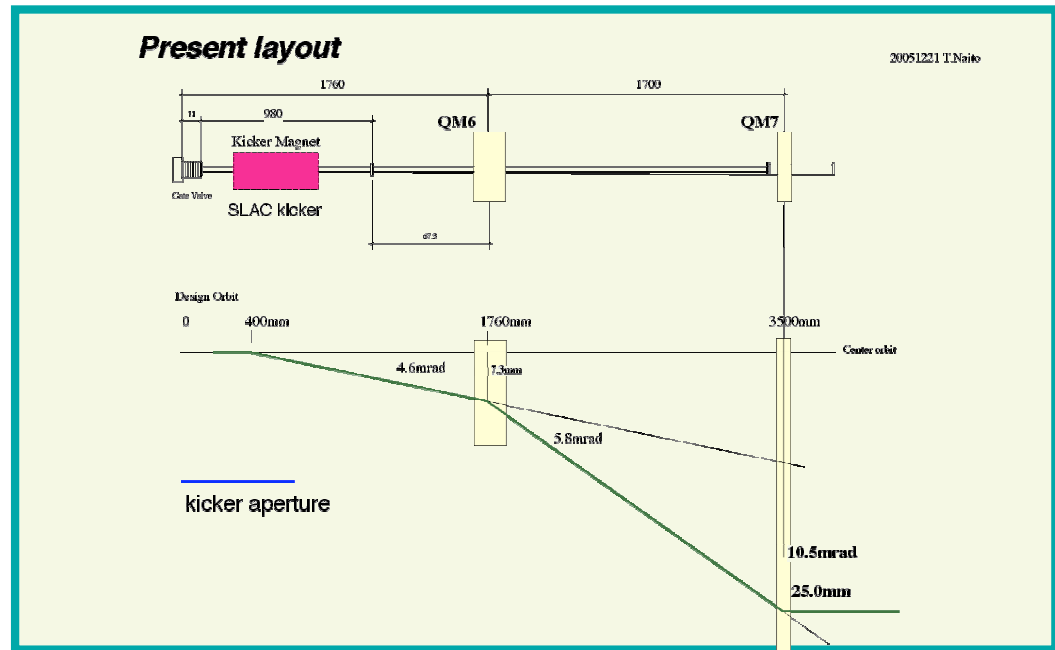 Present layout
20051221 T.Naito
1760
1709
980
QM6
QM7
Kicker Magnet
Gate Valve
SLAC kicker
Design Orbit
0
400mm
1760mm
3500mm
Center orbit
4.6mrad
7.3mm
5.8mrad
kicker aperture
10.5mrad
25.0mm